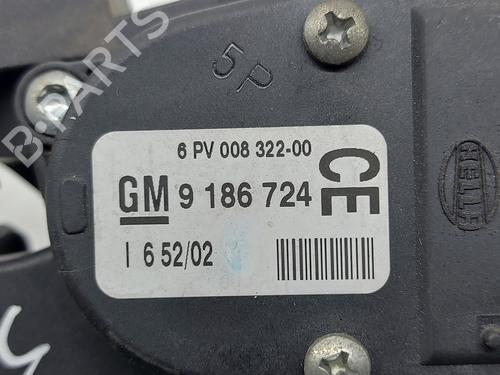 B-PARTS
5P
6 PV 008 322-00
GM 9 186 724 CE
I 6 52/02
HELLA